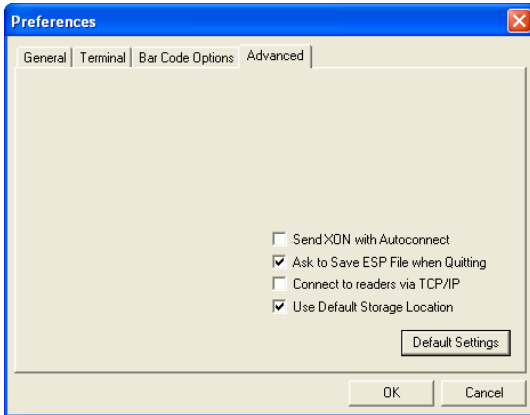 Preferences
General Terminal Bar Code Options Advanced
Send XON with Autoconnect
Ask to Save ESP File when Quitting
Connect to readers via TCP/IP
Use Default Storage Location
Default Settings
OK Cancel